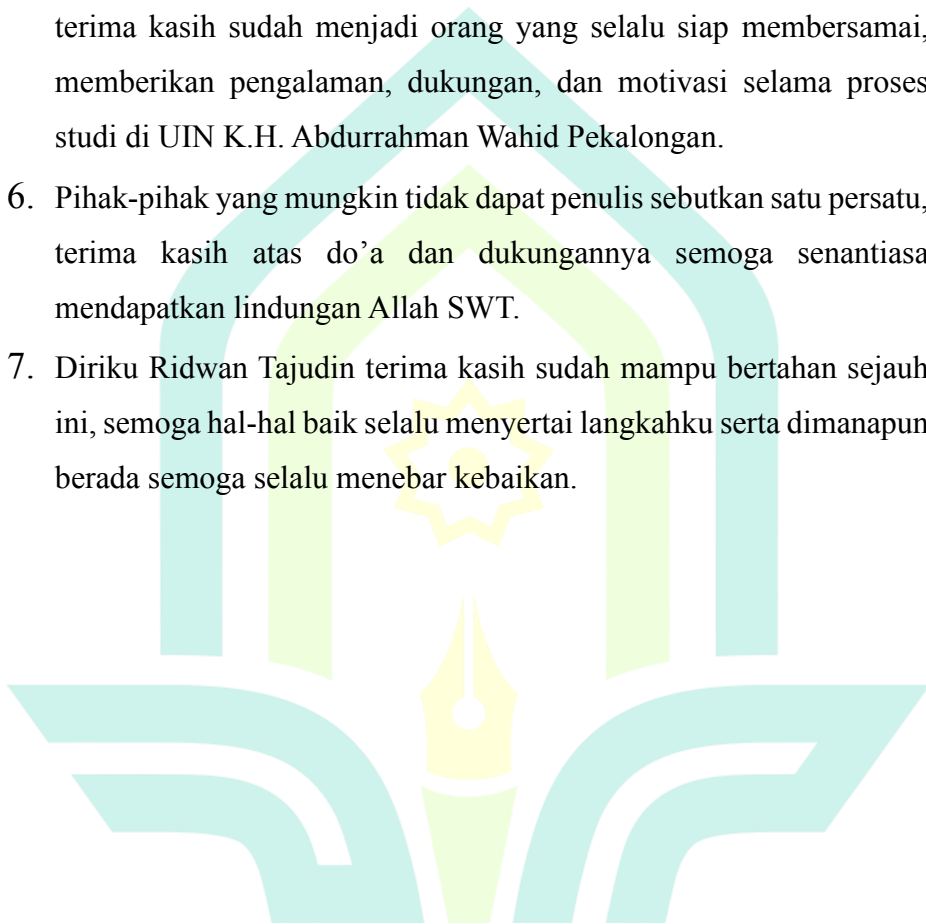 terima kasih sudah menjadi orang yang selalu siap membersamai,
memberikan pengalaman, dukungan, dan motivasi selama proses
studi di UIN K.H. Abdurrahman Wahid Pekalongan.
6. Pihak-pihak yang mungkin tidak dapat penulis sebutkan satu persatu,
terima kasih atas do’a dan dukungannya semoga senantiasa
mendapatkan lindungan Allah SWT.
7. Diriku Ridwan Tajudin terima kasih sudah mampu bertahan sejauh
ini, semoga hal-hal baik selalu menyertai langkahku serta dimanapun
berada semoga selalu menebar kebaikan.